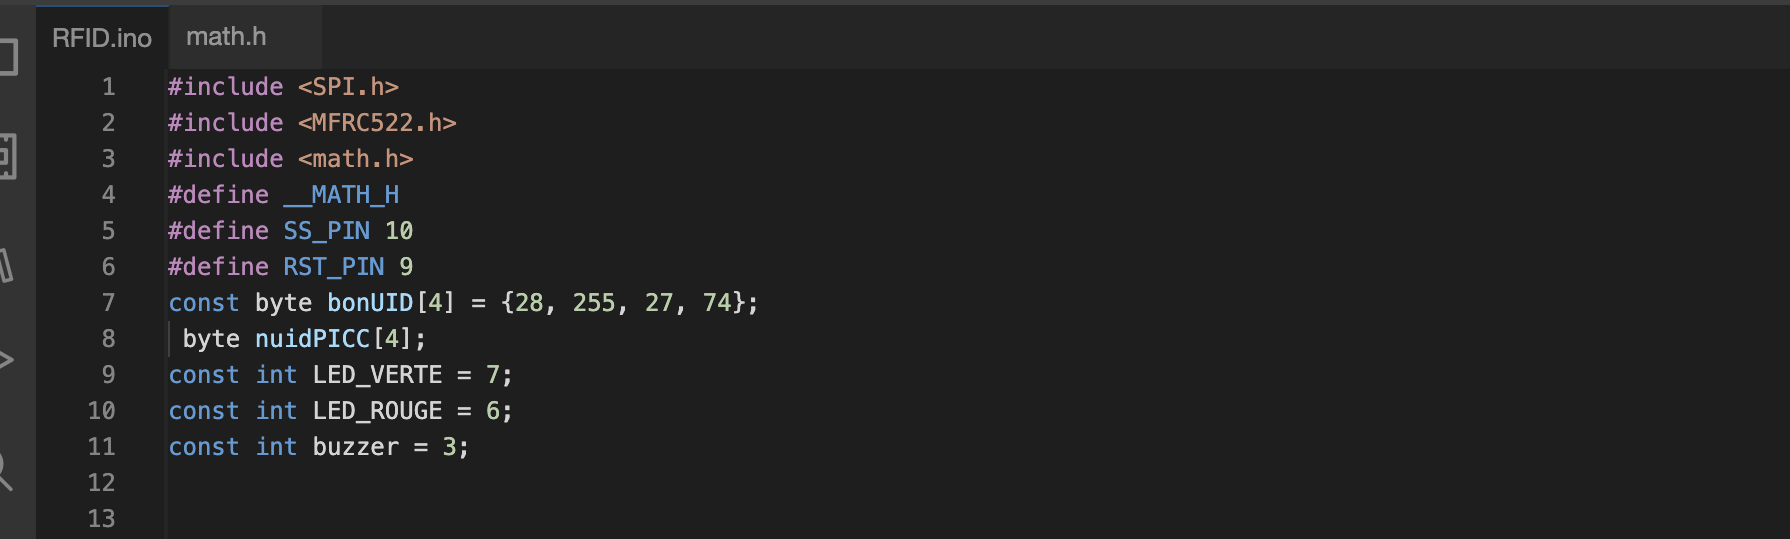 RFID.ino math.h
1 #include <SPI.h>
2 #include <MFRC522.h>
3 #include <math.h>
4 #define __MATH_H
5 #define SS_PIN 10
6 #define RST_PIN 9
7 const byte bonUID[4] = {28, 255, 27, 74};
8 byte nuidPICC[4];
9 const int LED_VERTE = 7;
10 const int LED_ROUGE = 6;
11 const int buzzer = 3;
12
13